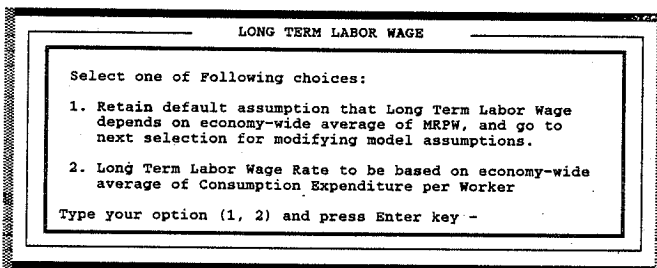 LONG TERM LABOR WAGE
Select one of Following choices:
1. Retain default assumption that Long Term Labor Wage
depends on economy-wide average of MRPW, and go to
next selection for modifying model assumptions.
2. Long Term Labor Wage Rate to be based on economy-wide
average of Consumption Expenditure per Worker
Type your option (1, 2) and press Enter key -